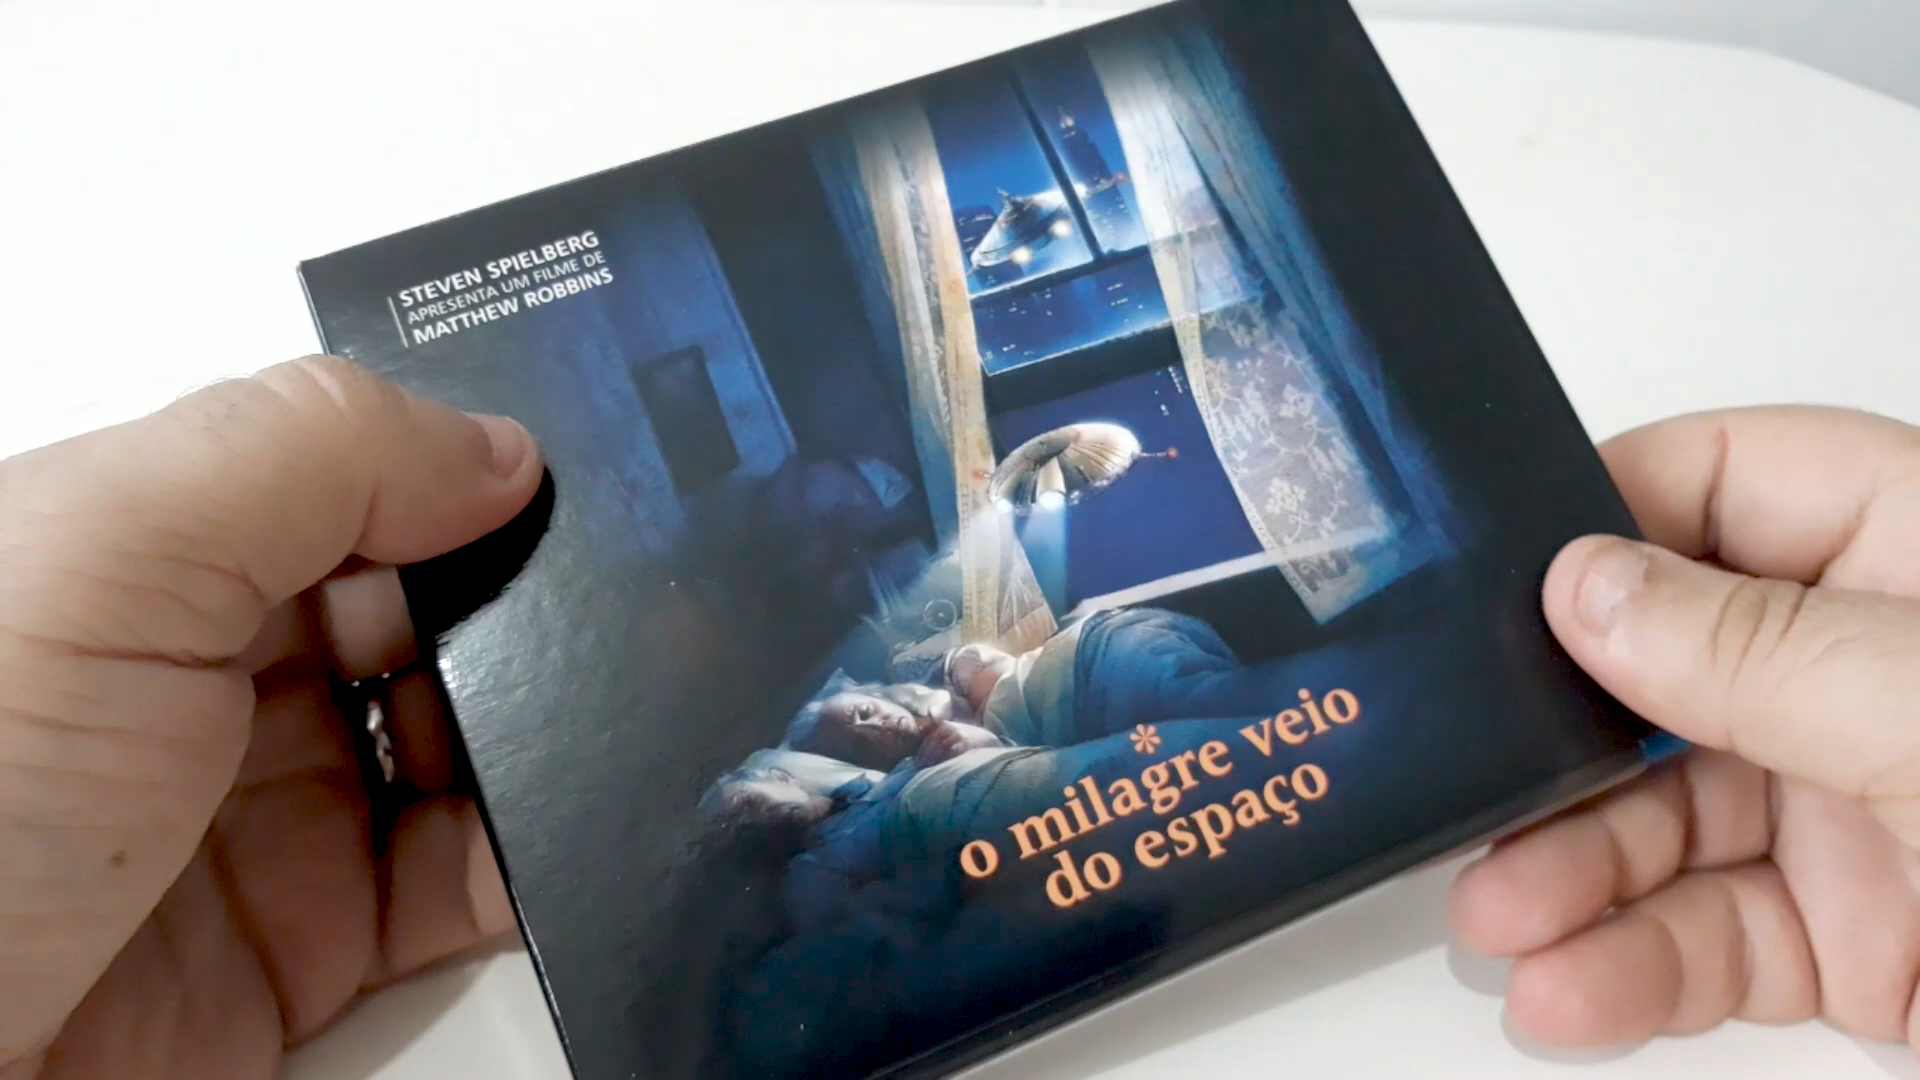 STEVEN SPIELBERG
APRESENTA UM FILME DE
MATTHEW ROBBINS
*
o milagre veio
do espaço